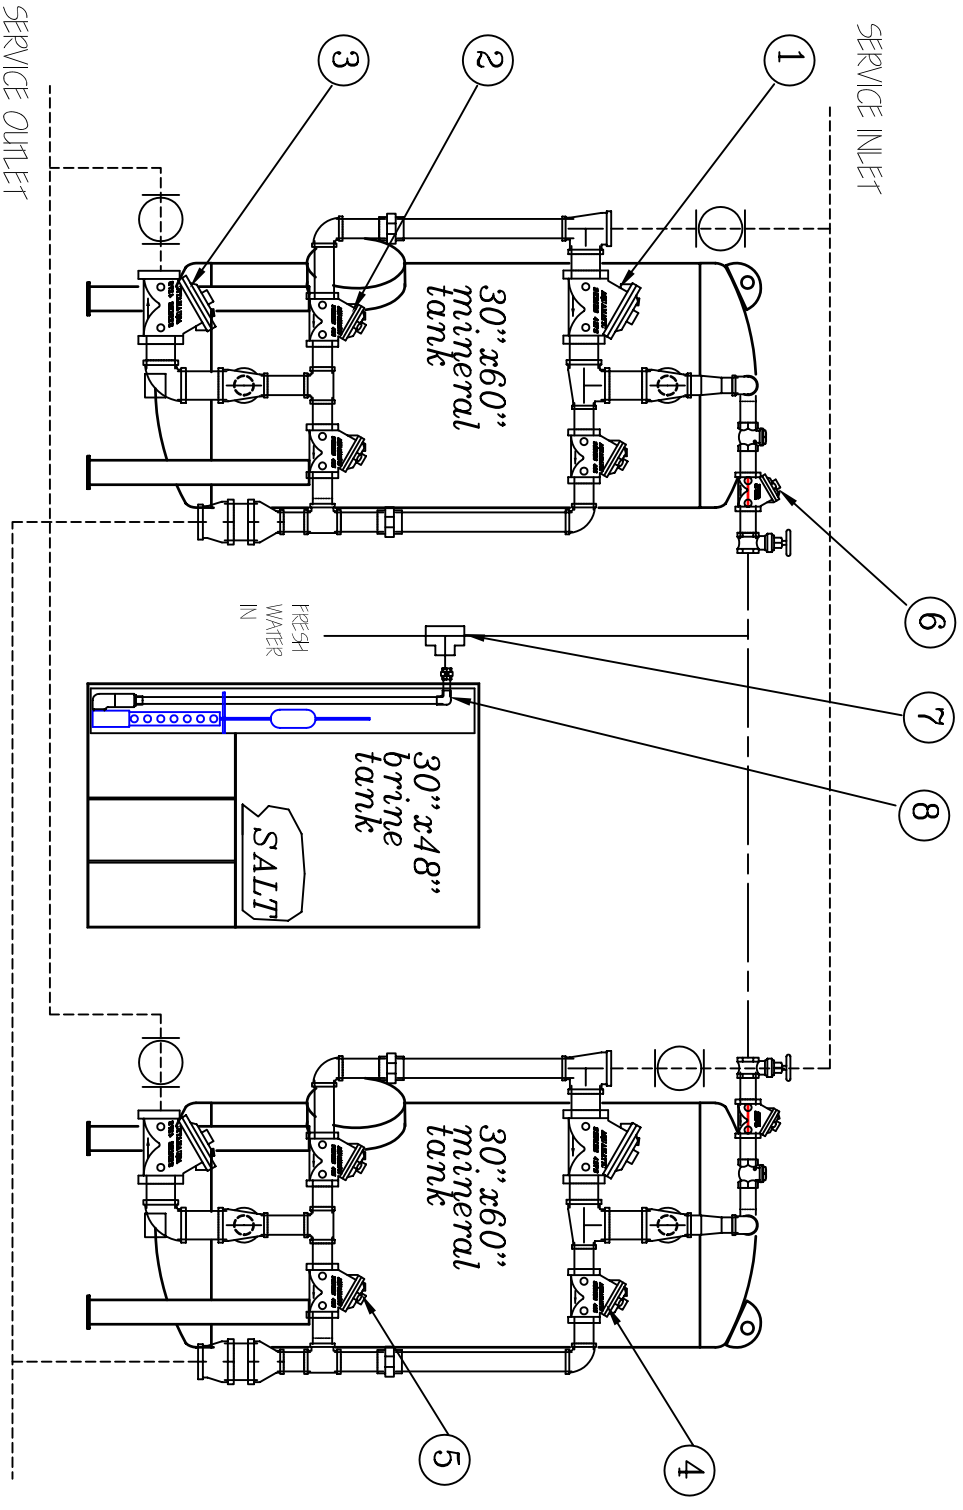 SERVICE INLET
1
2
3
SERVICE OUTLET
30"x60"
mineral
tank
6
7
8
FRESH
WATER
IN
30"x48"
brine
tank
SALT
30"x60"
mineral
tank
4
5